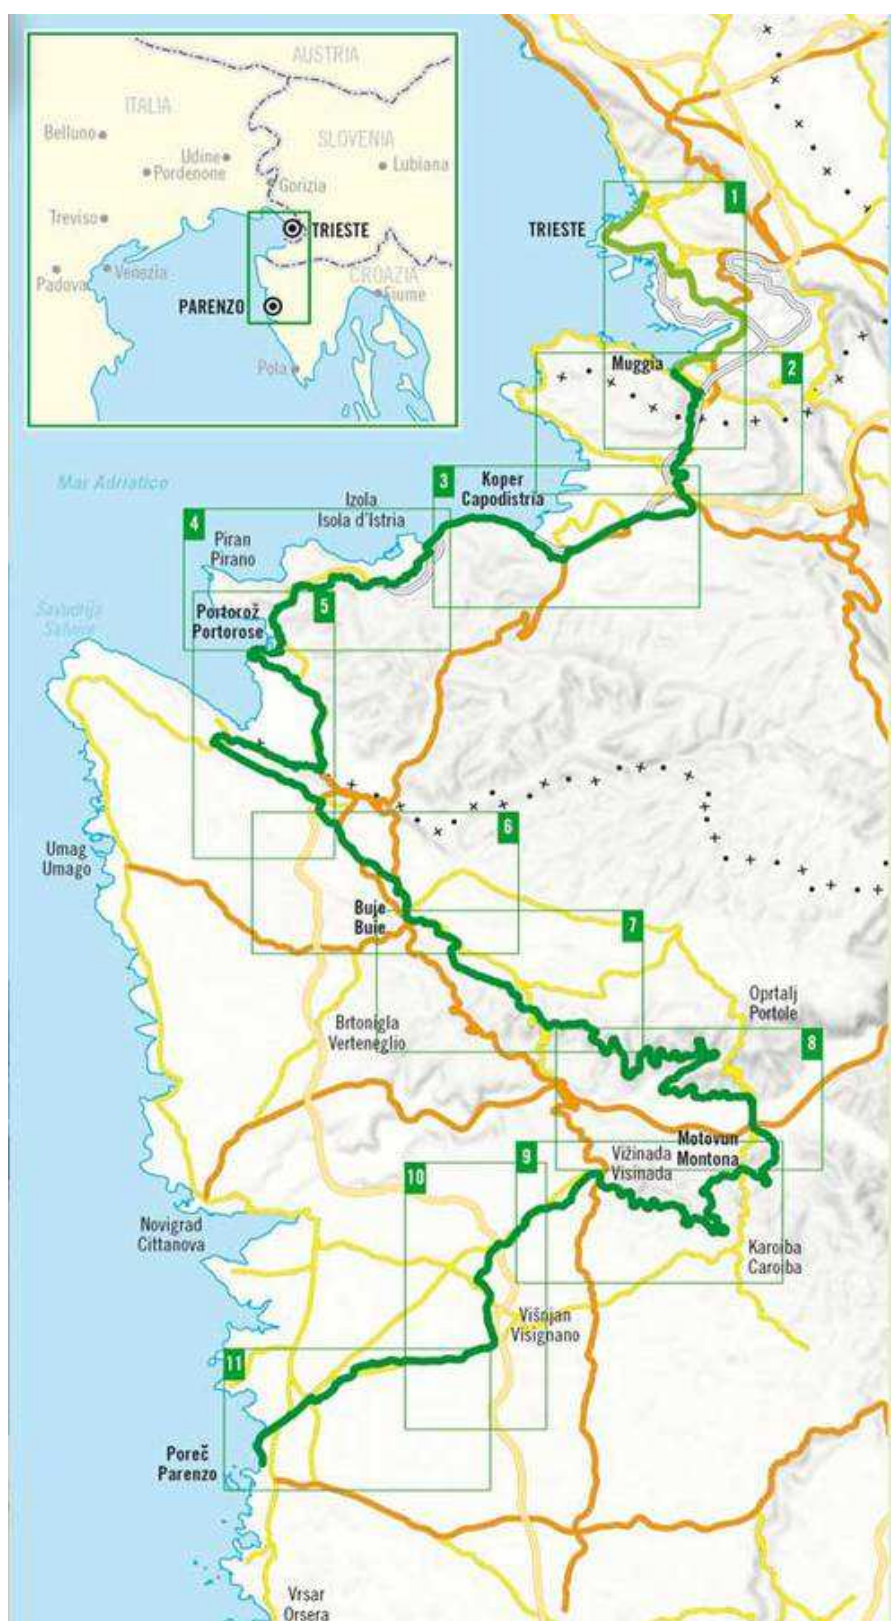 AUSTRIA
ITALIA
SLOVENIA
Belluno
Udine
Pordenone
Lubiana
Gorizia
Treviso
TRIESTE
Padova
Venezia
CROAZIA
Fiume
PARENZO
Pola
1
TRIESTE
Muggia
2
Mar Adriatico
3
Koper
Capodistria
Izola
Isola d'Istria
4
Piran
Pirano
5
Portorož
Portorose
Savudrija
Salvore
6
Umag
Umago
Buje
Buie
7
Oprtalj
Portole
Brtonigla
Verteneglio
8
Motovun
Montona
Vižinada
Visinada
9
10
Novigrad
Cittanova
Karojba
Caroiba
Višnjan
Visignano
11
Poreč
Parenzo
Vrsar
Orsera